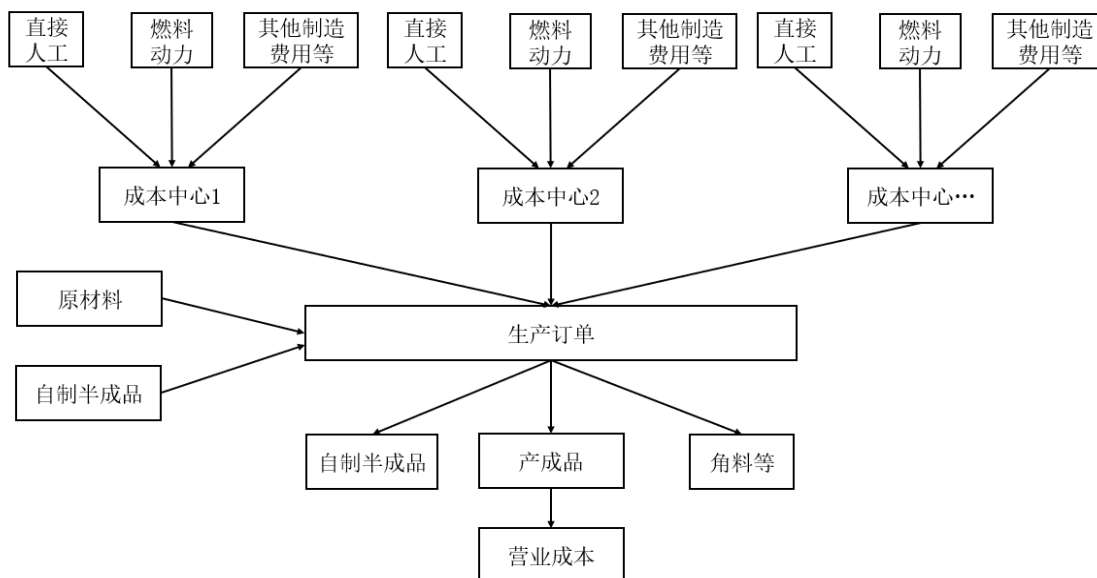 直接
人工
燃料
动力
其他制造
费用等
直接
人工
燃料
动力
其他制造
费用等
直接
人工
燃料
动力
其他制造
费用等
成本中心1
成本中心2
成本中心…
原材料
生产订单
自制半成品
自制半成品
产成品
角料等
营业成本